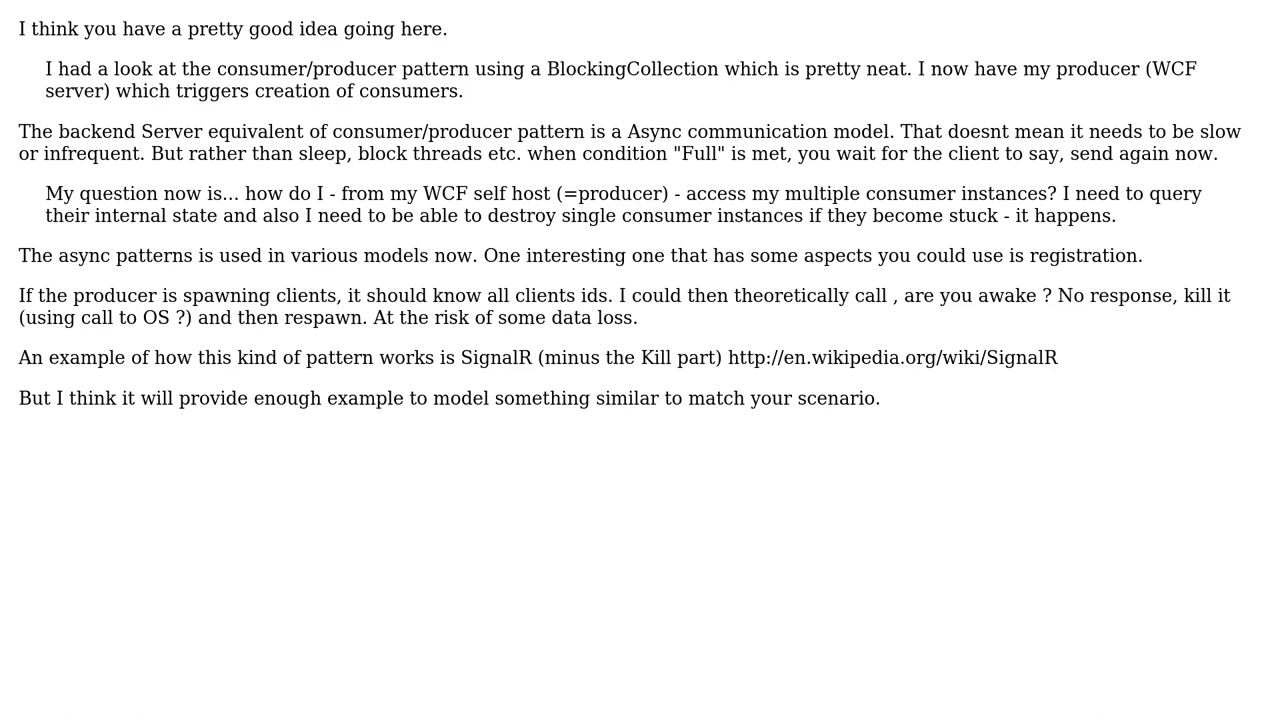 I think you have a pretty good idea going here.
I had a look at the consumer/producer pattern using a BlockingCollection which is pretty neat. I now have my producer (WCF
server) which triggers creation of consumers.
The backend Server equivalent of consumer/producer pattern is a Async communication model. That doesnt mean it needs to be slow
or infrequent. But rather than sleep, block threads etc. when condition "Full" is met, you wait for the client to say, send again now.
My question now is... how do I - from my WCF self host (=producer) - access my multiple consumer instances? I need to query
their internal state and also I need to be able to destroy single consumer instances if they become stuck - it happens.
The async patterns is used in various models now. One interesting one that has some aspects you could use is registration.
If the producer is spawning clients, it should know all clients ids. I could then theoretically call , are you awake ? No response, kill it
(using call to OS ?) and then respawn. At the risk of some data loss.
An example of how this kind of pattern works is SignalR (minus the Kill part) http://en.wikipedia.org/wiki/SignalR
But I think it will provide enough example to model something similar to match your scenario.